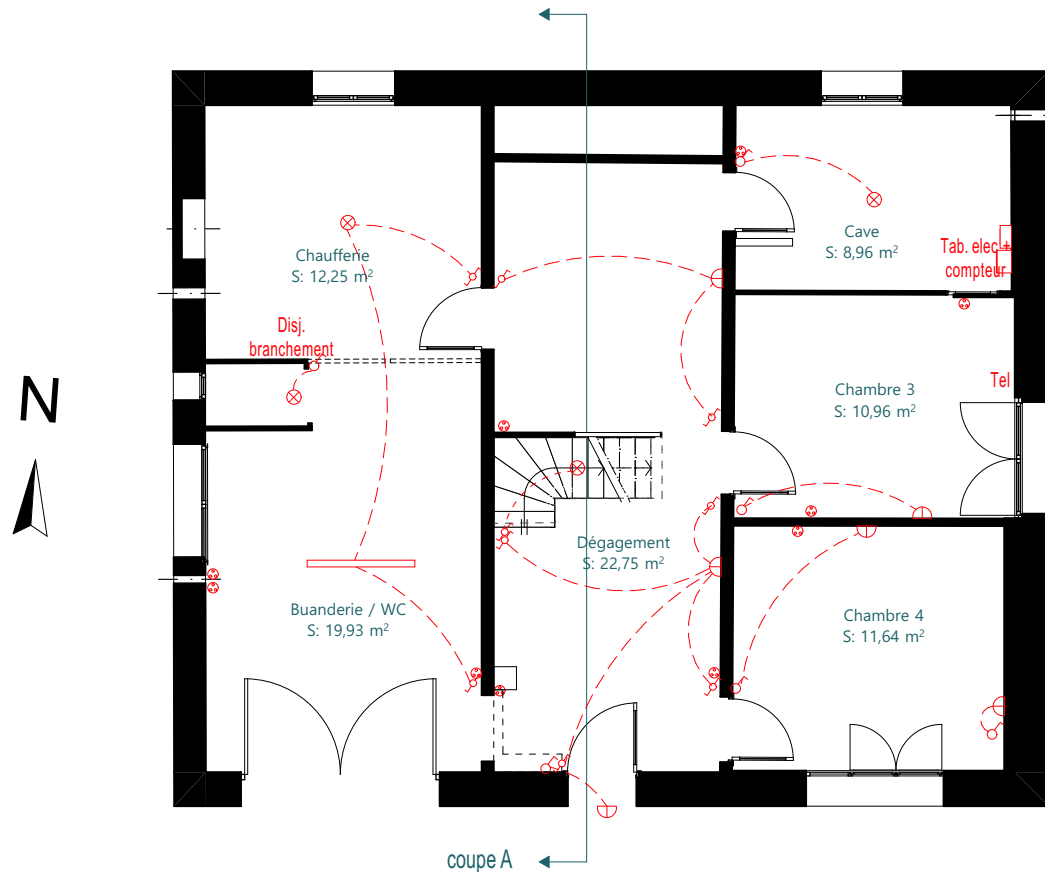 Chaufferie
S: 12,25 m²
Cave
S: 8,96 m²
Tab. elec +
compteur
Disj.
branchement
N
Chambre 3
S: 10,96 m²
Tel
Dégagement
S: 22,75 m²
Buanderie / WC
S: 19,93 m²
Chambre 4
S: 11,64 m²
coupe A